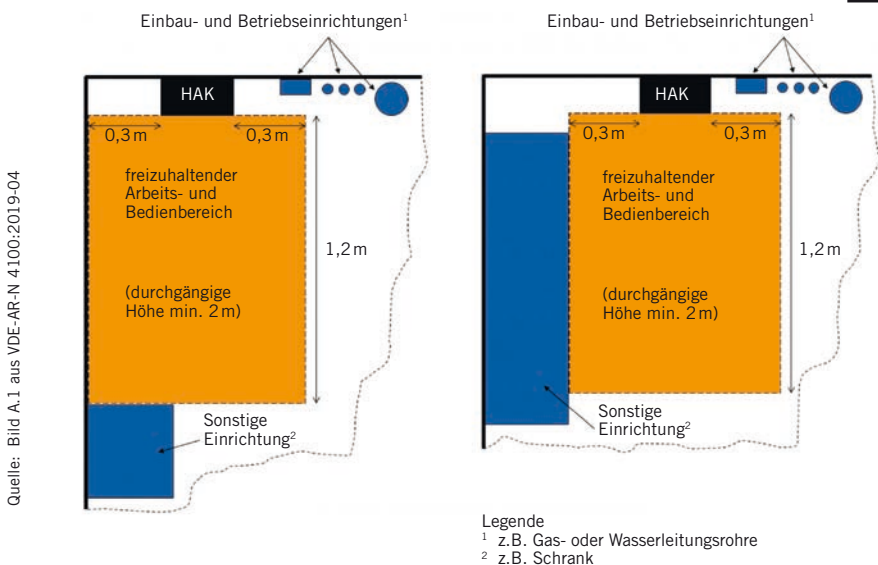 Einbau- und Betriebseinrichtungen¹
HAK
0,3 m
0,3 m
freizuhaltender
Arbeits- und
Bedienbereich
1,2 m
(durchgängige
Höhe min. 2 m)
Sonstige
Einrichtung²
Einbau- und Betriebseinrichtungen¹
HAK
0,3 m
0,3 m
freizuhaltender
Arbeits- und
Bedienbereich
1,2 m
(durchgängige
Höhe min. 2 m)
Sonstige
Einrichtung²
Legende
¹ z.B. Gas- oder Wasserleitungsrohre
² z.B. Schrank
Quelle: Bild A.1 aus VDE-AR-N 4100:2019-04